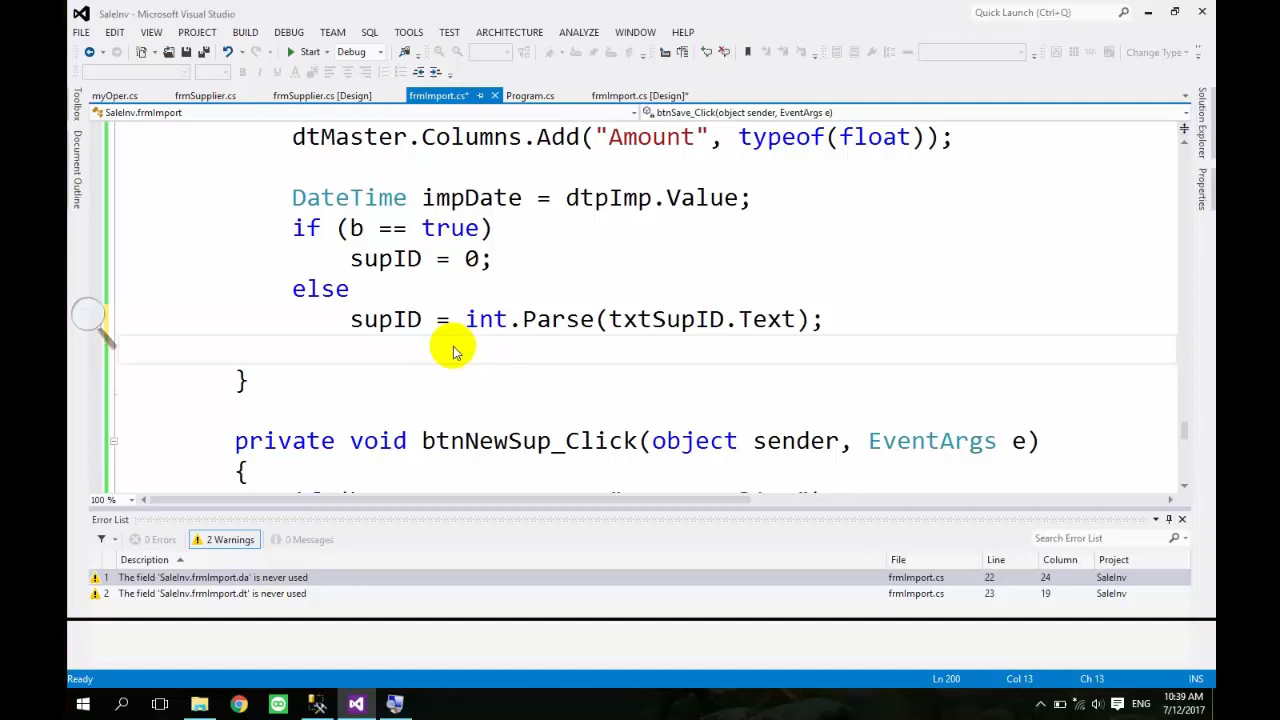 SaleInv - Microsoft Visual Studio
Quick Launch (Ctrl+Q)
FILE EDIT VIEW PROJECT BUILD DEBUG TEAM SQL TOOLS TEST ARCHITECTURE ANALYZE WINDOW HELP
Start Debug Change Type
myOper.cs frmSupplier.cs frmSupplier.cs [Design] frmImport.cs* Program.cs frmImport.cs [Design]*
SaleInv.frmImport btnSave_Click(object sender, EventArgs e)
Toolbox
Document Outline
Solution Explorer
Properties
dtMaster.Columns.Add("Amount", typeof(float));
DateTime impDate = dtpImp.Value;
if (b == true)
supID = 0;
else
supID = int.Parse(txtSupID.Text);
}
private void btnNewSup_Click(object sender, EventArgs e)
{
100 %
Error List
0 Errors 2 Warnings 0 Messages Search Error List
Description File Line Column Project
1 The field 'SaleInv.frmImport.da' is never used frmImport.cs 22 24 SaleInv
2 The field 'SaleInv.frmImport.dt' is never used frmImport.cs 23 19 SaleInv
Ready Ln 200 Col 13 Ch 13 INS
ENG 10:39 AM
7/12/2017